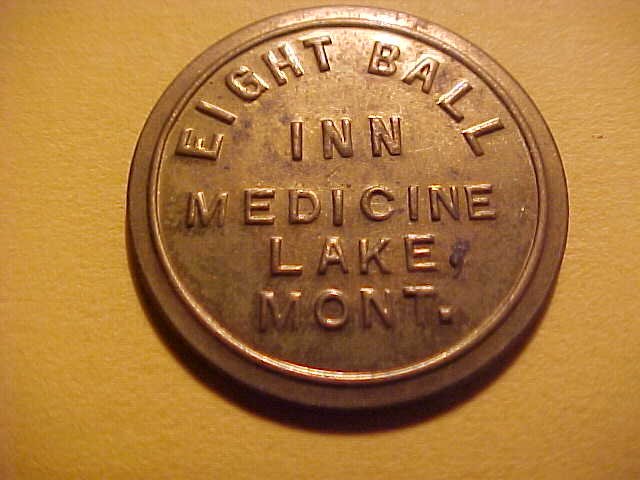 EIGHT BALL
INN
MEDICINE
LAKE,
MONT.